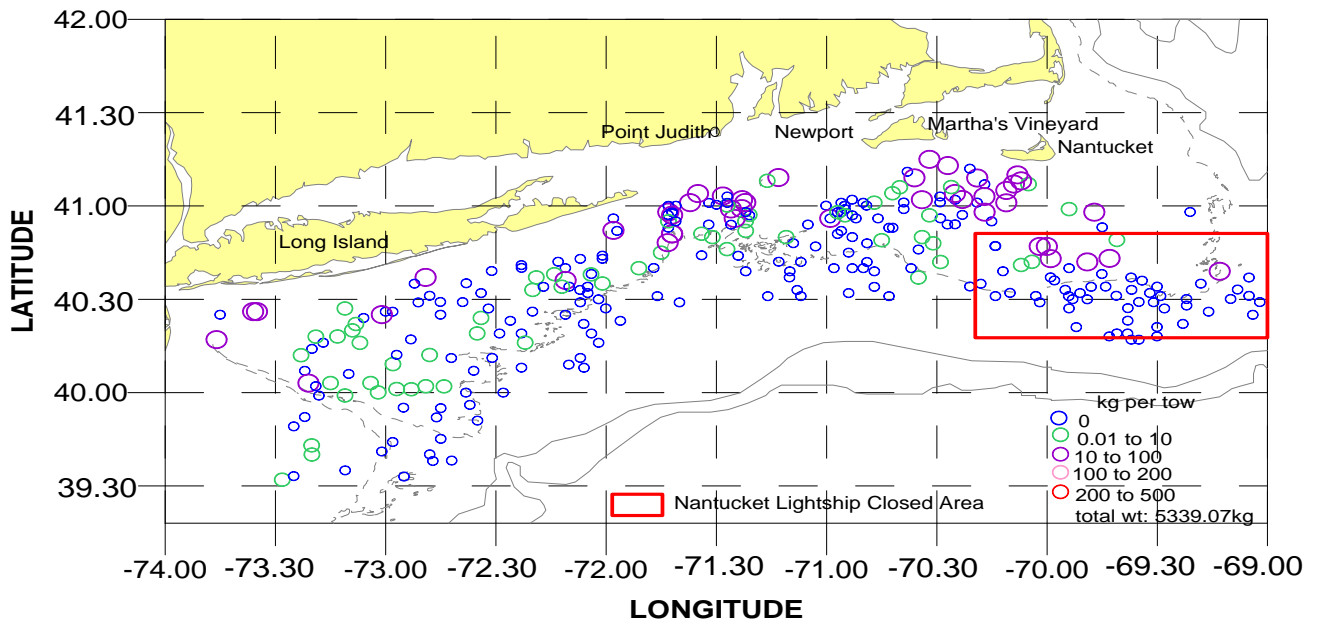 42.00
41.30
41.00
40.30
40.00
39.30
LATITUDE
Point Judith
Newport
Martha's Vineyard
Nantucket
Long Island
kg per tow
0
0.01 to 10
10 to 100
100 to 200
200 to 500
total wt: 5339.07kg
Nantucket Lightship Closed Area
-74.00 -73.30 -73.00 -72.30 -72.00 -71.30 -71.00 -70.30 -70.00 -69.30 -69.00
LONGITUDE